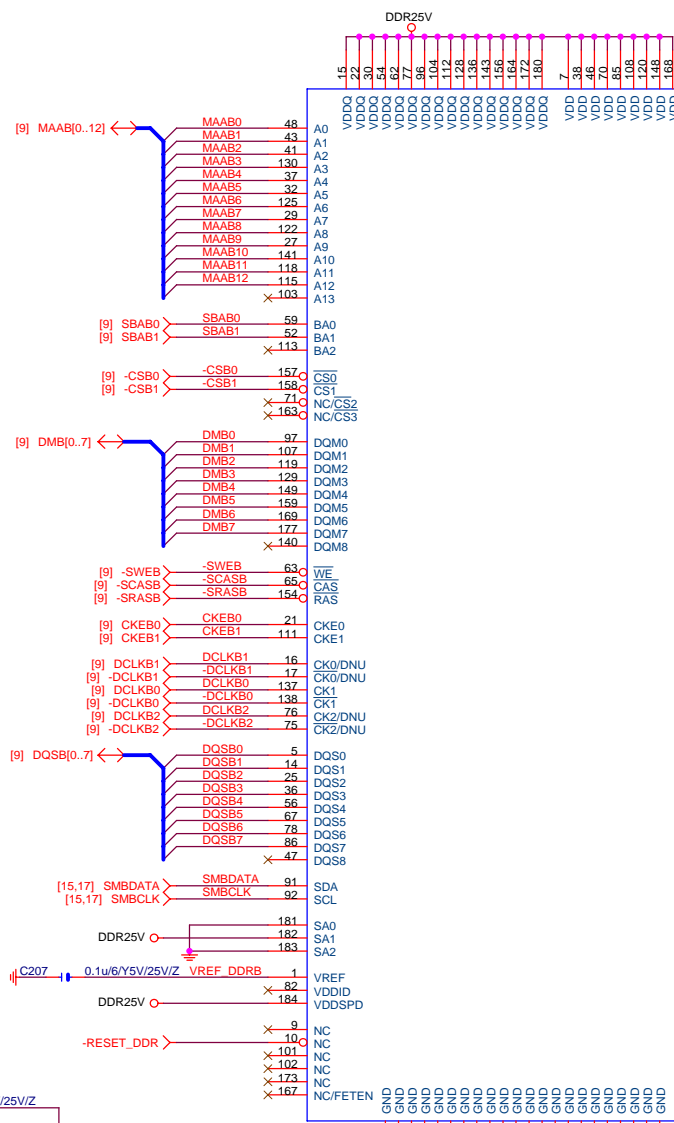 DDR25V
15 22 30 54 62 77 96 104 112 128 136 143 156 164 172 180 7 38 46 70 85 108 120 148 168
VDDQ VDDQ VDDQ VDDQ VDDQ VDDQ VDDQ VDDQ VDDQ VDDQ VDDQ VDDQ VDDQ VDDQ VDDQ VDDQ VDD VDD VDD VDD VDD VDD VDD VDD VDD
[9] MAAB[0..12] MAAB0 48 A0
MAAB1 43 A1
MAAB2 41 A2
MAAB3 130 A3
MAAB4 37 A4
MAAB5 32 A5
MAAB6 125 A6
MAAB7 29 A7
MAAB8 122 A8
MAAB9 27 A9
MAAB10 141 A10
MAAB11 118 A11
MAAB12 115 A12
103 A13
[9] SBAB0 SBAB0 59 BA0
[9] SBAB1 SBAB1 52 BA1
113 BA2
[9] -CSB0 -CSB0 157 CS0
[9] -CSB1 -CSB1 158 CS1
71 NC/CS2
163 NC/CS3
[9] DMB[0..7] DMB0 97 DQM0
DMB1 107 DQM1
DMB2 119 DQM2
DMB3 129 DQM3
DMB4 149 DQM4
DMB5 159 DQM5
DMB6 169 DQM6
DMB7 177 DQM7
140 DQM8
[9] -SWEB -SWEB 63 WE
[9] -SCASB -SCASB 65 CAS
[9] -SRASB -SRASB 154 RAS
[9] CKEB0 CKEB0 21 CKE0
[9] CKEB1 CKEB1 111 CKE1
[9] DCLKB1 DCLKB1 16 CK0/DNU
[9] -DCLKB1 -DCLKB1 17 CK0/DNU
[9] DCLKB0 DCLKB0 137 CK1
[9] -DCLKB0 -DCLKB0 138 CK1
[9] DCLKB2 DCLKB2 76 CK2/DNU
[9] -DCLKB2 -DCLKB2 75 CK2/DNU
[9] DQSB[0..7] DQSB0 5 DQS0
DQSB1 14 DQS1
DQSB2 25 DQS2
DQSB3 36 DQS3
DQSB4 56 DQS4
DQSB5 67 DQS5
DQSB6 78 DQS6
DQSB7 86 DQS7
47 DQS8
[15,17] SMBDATA SMBDATA 91 SDA
[15,17] SMBCLK SMBCLK 92 SCL
181 SA0
DDR25V 182 SA1
183 SA2
C207 0.1u/6/Y5V/25V/Z VREF_DDRB 1 VREF
82 VDDID
DDR25V 184 VDDSPD
9 NC
-RESET_DDR 10 NC
101 NC
102 NC
173 NC
167 NC/FETEN
/25V/Z
GND GND GND GND GND GND GND GND GND GND GND GND GND GND GND GND GND GND GND GND GND GND